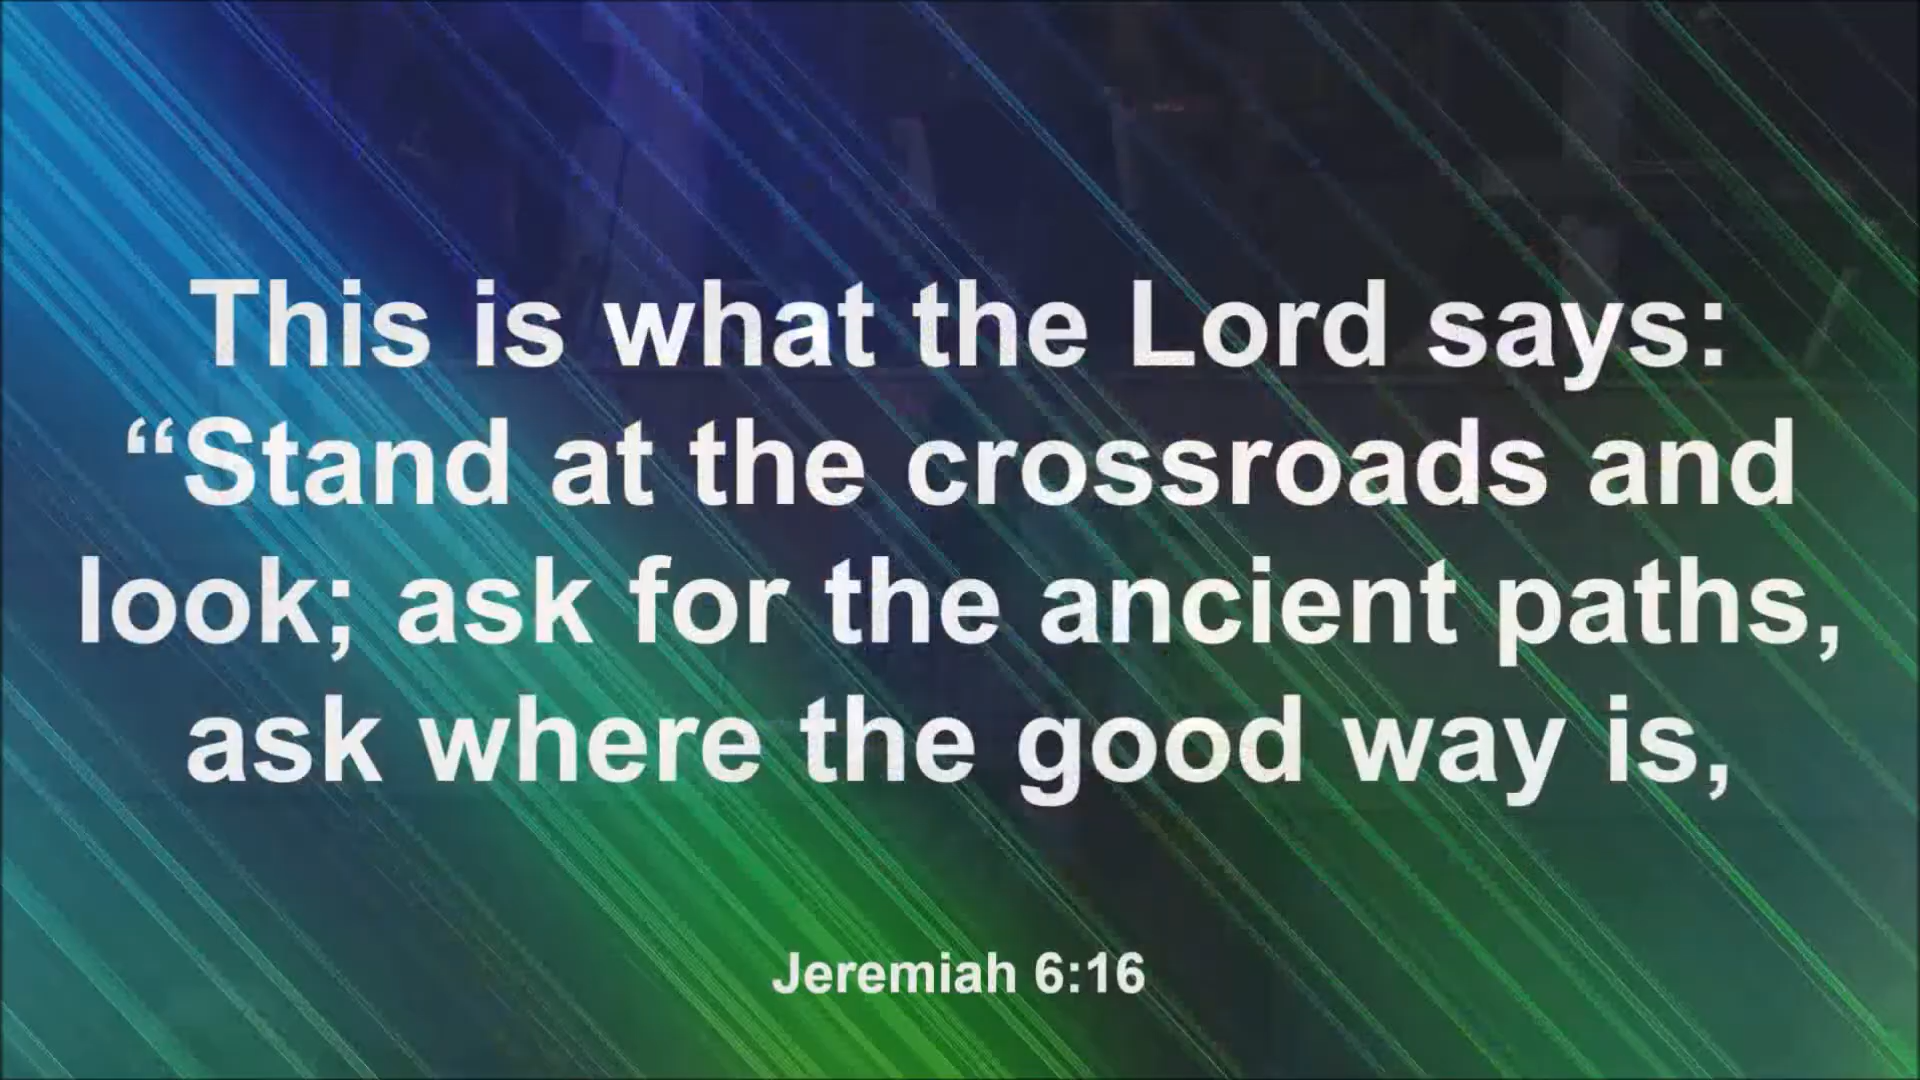 This is what the Lord says:
“Stand at the crossroads and
look; ask for the ancient paths,
ask where the good way is,
Jeremiah 6:16